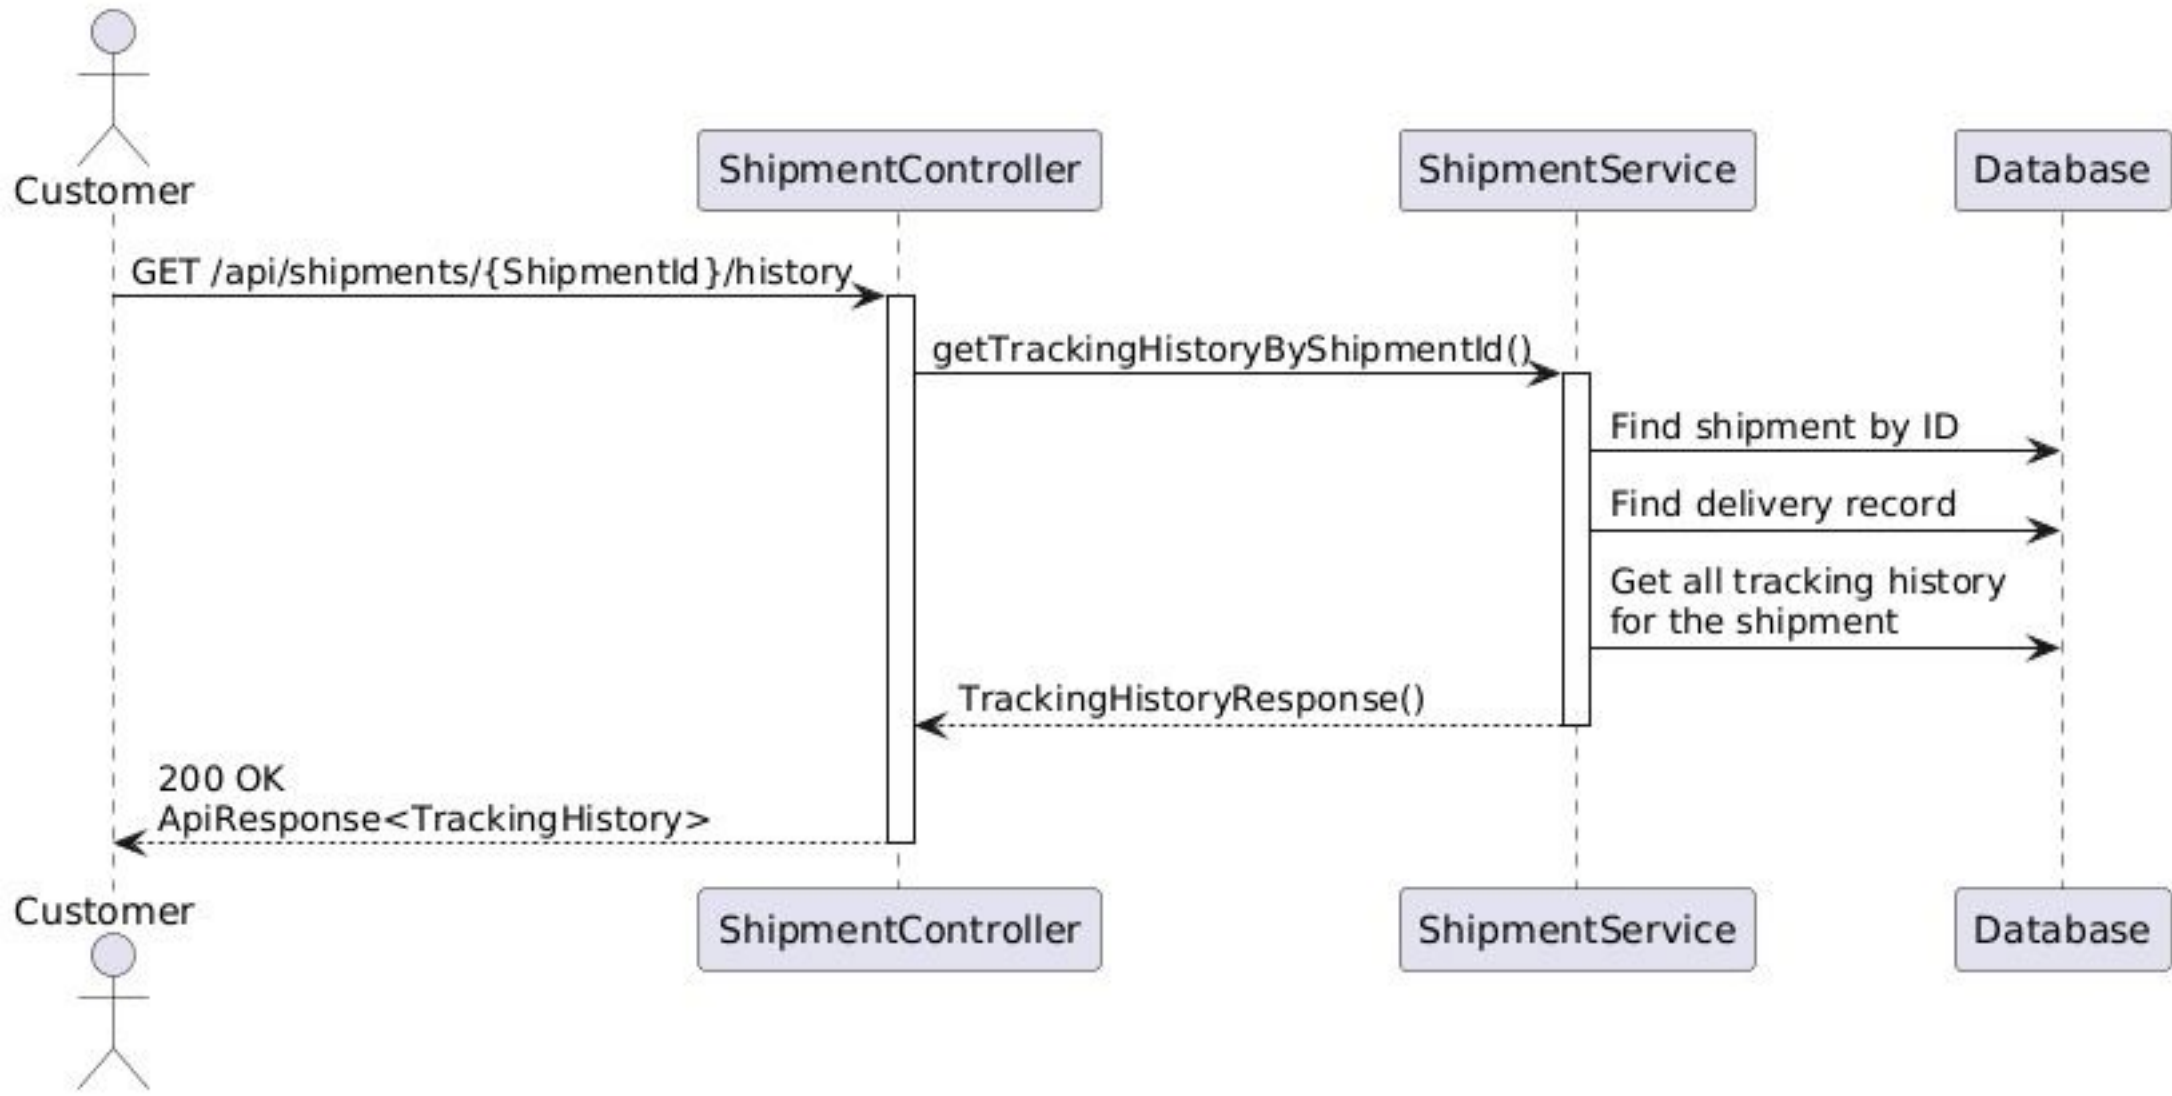 Customer
ShipmentController
ShipmentService
Database
GET /api/shipments/{ShipmentId}/history
getTrackingHistoryByShipmentId()
Find shipment by ID
Find delivery record
Get all tracking history
for the shipment
TrackingHistoryResponse()
200 OK
ApiResponse<TrackingHistory>
Customer
ShipmentController
ShipmentService
Database